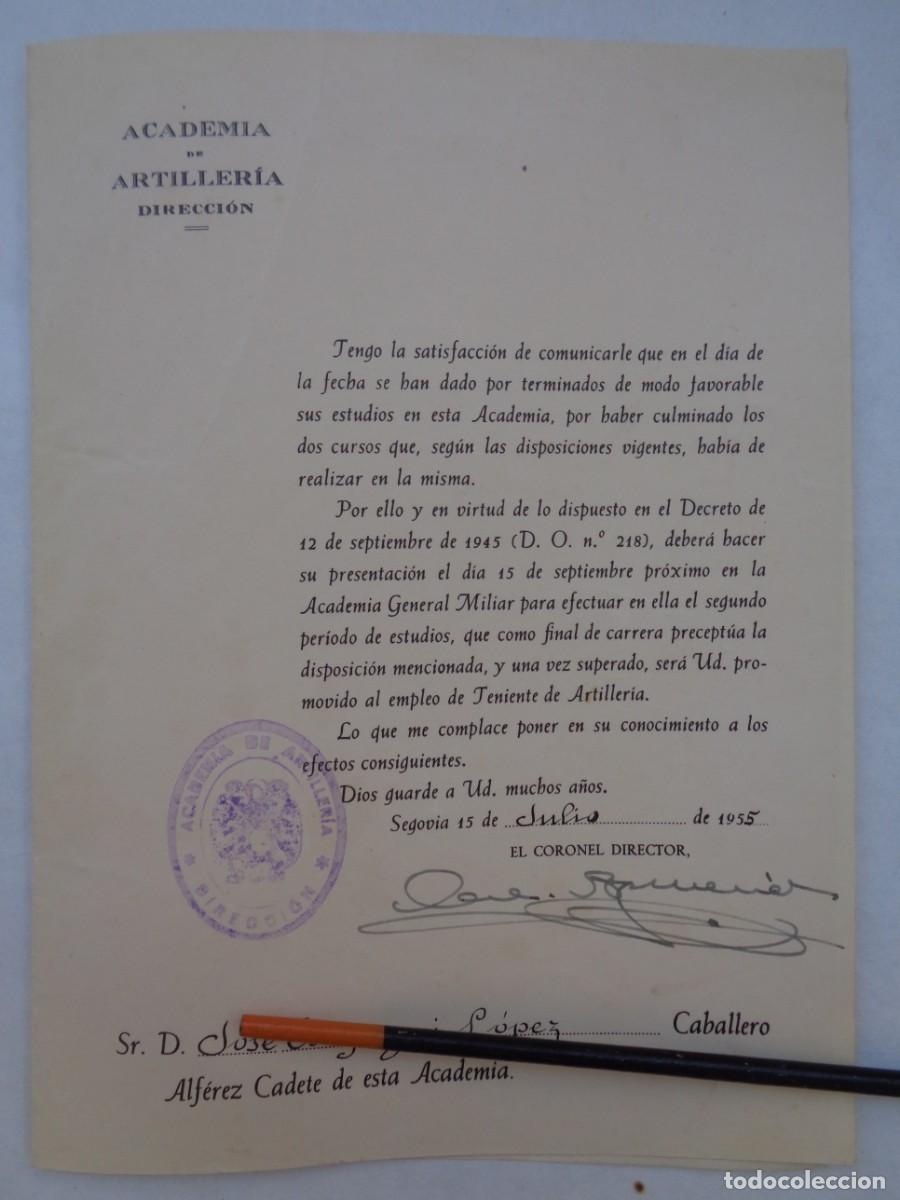 ACADEMIA
DE
ARTILLERÍA
DIRECCIÓN
Tengo la satisfacción de comunicarle que en el día de
la fecha se han dado por terminados de modo favorable
sus estudios en esta Academia, por haber culminado los
dos cursos que, según las disposiciones vigentes, había de
realizar en la misma.
Por ello y en virtud de lo dispuesto en el Decreto de
12 de septiembre de 1945 (D. O. n.º 218), deberá hacer
su presentación el día 15 de septiembre próximo en la
Academia General Miliar para efectuar en ella el segundo
período de estudios, que como final de carrera preceptúa la
disposición mencionada, y una vez superado, será Ud. pro-
movido al empleo de Teniente de Artillería.
Lo que me complace poner en su conocimiento a los
efectos consiguientes.
Dios guarde a Ud. muchos años.
Segovia 15 de Julio de 1955
EL CORONEL DIRECTOR,
ACADEMIA DE ARTILLERÍA
* DIRECCIÓN *
Sr. D. José López Caballero
Alférez Cadete de esta Academia.
todocoleccion